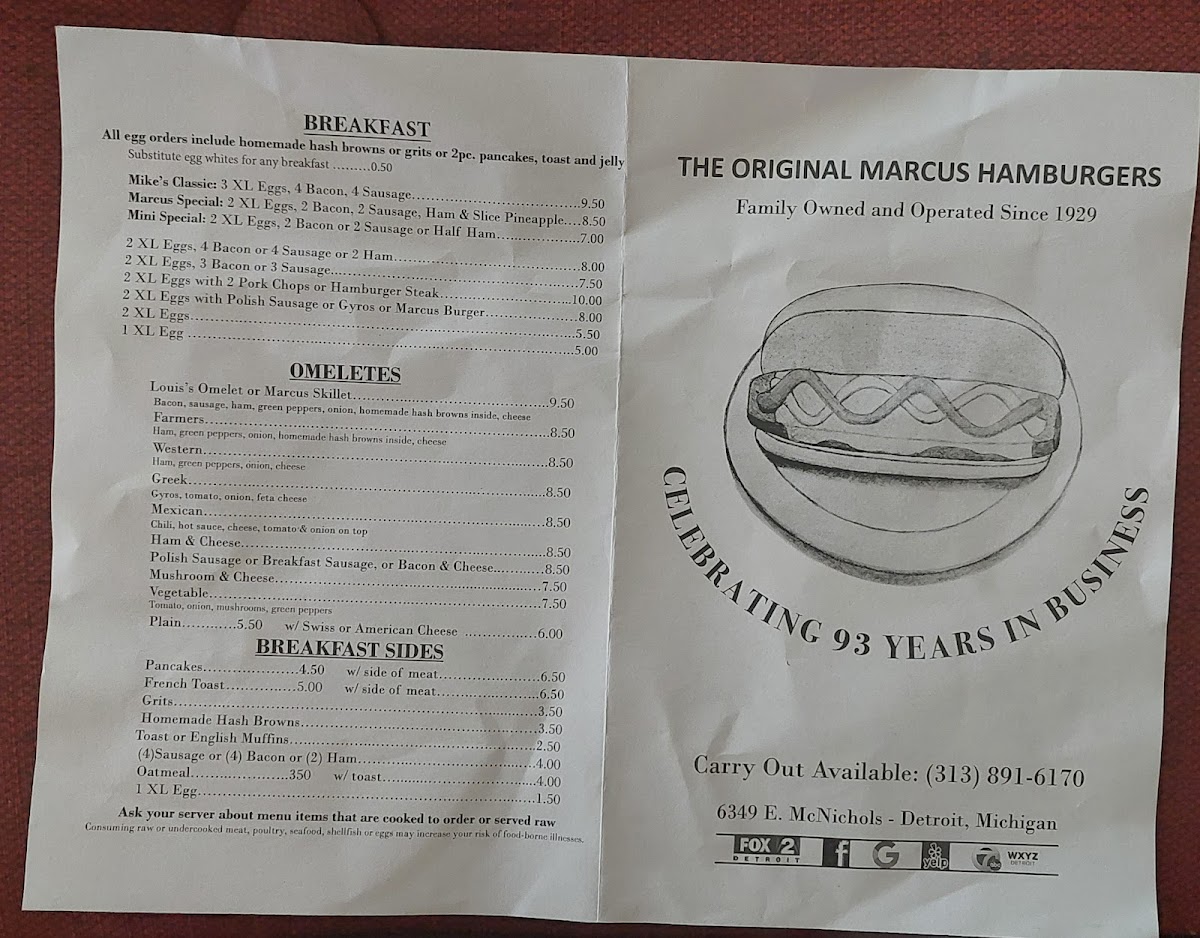 BREAKFAST
All egg orders include homemade hash browns or grits or 2pc. pancakes, toast and jelly
Substitute egg whites for any breakfast .........0.50
Mike's Classic: 3 XL Eggs, 4 Bacon, 4 Sausage...................................9.50
Marcus Special: 2 XL Eggs, 2 Bacon, 2 Sausage, Ham & Slice Pineapple....8.50
Mini Special: 2 XL Eggs, 2 Bacon or 2 Sausage or Half Ham.................7.00
2 XL Eggs, 4 Bacon or 4 Sausage or 2 Ham.......................................8.00
2 XL Eggs, 3 Bacon or 3 Sausage....................................................7.50
2 XL Eggs with 2 Pork Chops or Hamburger Steak...........................10.00
2 XL Eggs with Polish Sausage or Gyros or Marcus Burger...................8.00
2 XL Eggs................................................................................5.50
1 XL Egg ................................................................................5.00
OMELETES
Louis's Omelet or Marcus Skillet..........................................9.50
Bacon, sausage, ham, green peppers, onion, homemade hash browns inside, cheese
Farmers........................................................................8.50
Ham, green peppers, onion, homemade hash browns inside, cheese
Western........................................................................8.50
Ham, green peppers, onion, cheese
Greek...........................................................................8.50
Gyros, tomato, onion, feta cheese
Mexican........................................................................8.50
Chili, hot sauce, cheese, tomato & onion on top
Ham & Cheese................................................................8.50
Polish Sausage or Breakfast Sausage, or Bacon & Cheese...........8.50
Mushroom & Cheese.........................................................7.50
Vegetable......................................................................7.50
Tomato, onion, mushrooms, green peppers
Plain...........5.50 w/ Swiss or American Cheese ...............6.00
BREAKFAST SIDES
Pancakes...................4.50 w/ side of meat.....................6.50
French Toast..............5.00 w/ side of meat.....................6.50
Grits............................................................................3.50
Homemade Hash Browns..................................................3.50
Toast or English Muffins...................................................2.50
(4)Sausage or (4) Bacon or (2) Ham.....................................4.00
Oatmeal...................350 w/ toast................................4.00
1 XL Egg.......................................................................1.50
Ask your server about menu items that are cooked to order or served raw
Consuming raw or undercooked meat, poultry, seafood, shellfish or eggs may increase your risk of food-borne illnesses.
THE ORIGINAL MARCUS HAMBURGERS
Family Owned and Operated Since 1929
CELEBRATING 93 YEARS IN BUSINESS
Carry Out Available: (313) 891-6170
6349 E. McNichols - Detroit, Michigan
FOX 2 DETROIT f G yelp 7 abc WXYZ DETROIT